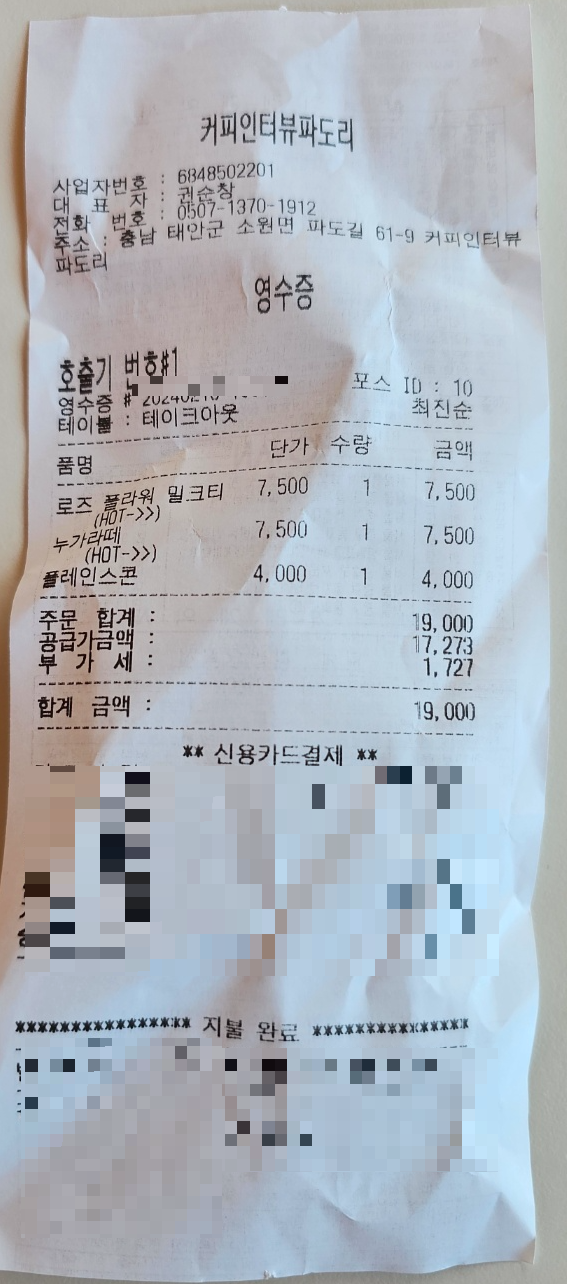 커피인터뷰파도리
사업자번호 : 6848502201
대 표 자 : 권순창
전화 번호 : 0507-1370-1912
주소 : 충남 태안군 소원면 파도길 61-9 커피인터뷰
파도리
영수증
호출기 번호#1
영수증 # 포스 ID : 10
테이블 : 테이크아웃 최진순
품명 단가 수량 금액
로즈 플라워 밀크티 7,500 1 7,500
(HOT->>)
누가라떼 7,500 1 7,500
(HOT->>)
플레인스콘 4,000 1 4,000
주문 합계 : 19,000
공급가금액 : 17,273
부 가 세 : 1,727
합계 금액 : 19,000
** 신용카드결제 **
**************** 지불 완료 ****************